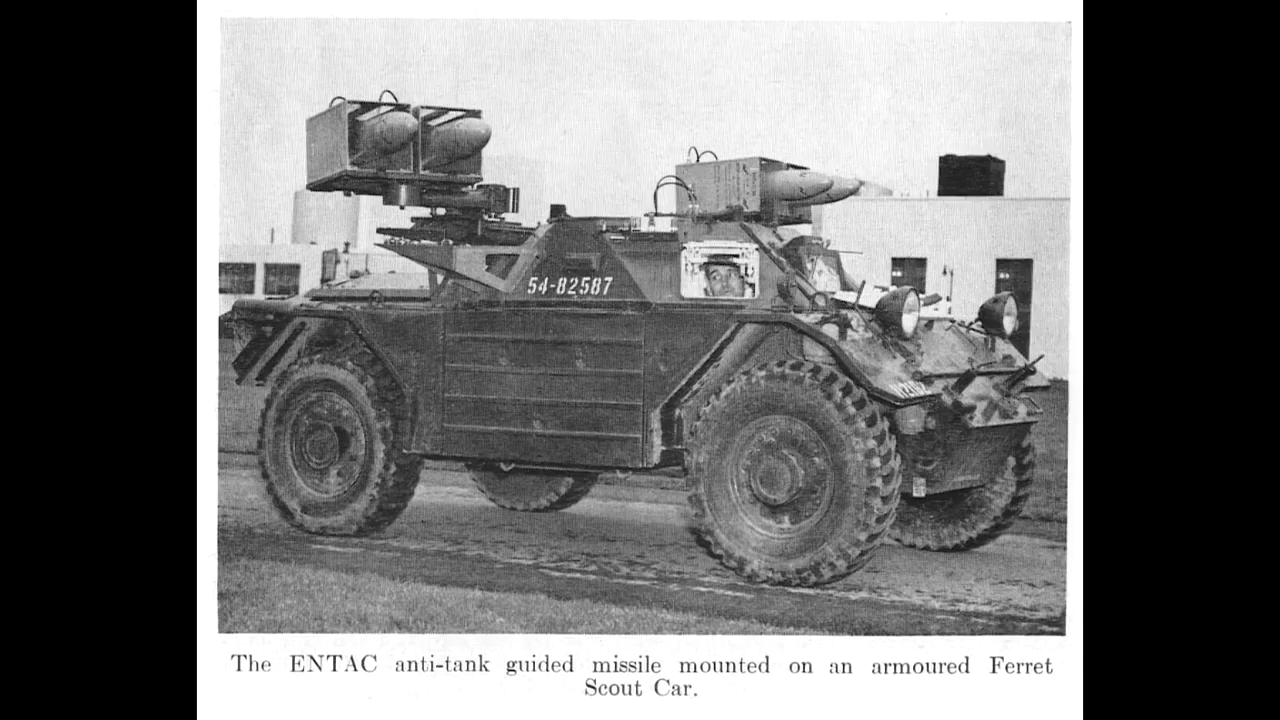 54-82587
The ENTAC anti-tank guided missile mounted on an armoured Ferret
Scout Car.